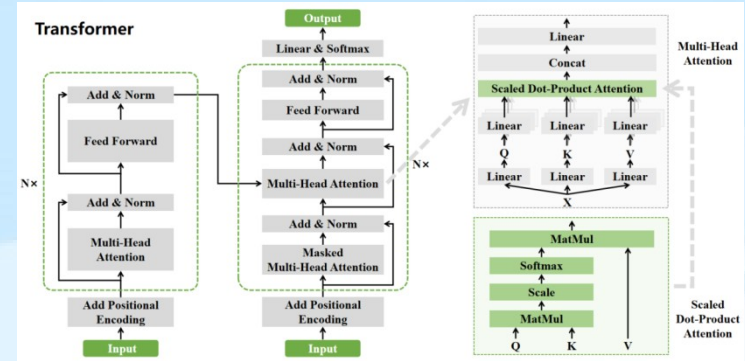 Transformer
Add & Norm
Feed Forward
N×
Add & Norm
Multi-Head
Attention
Add Positional
Encoding
Input
Output
Linear & Softmax
Add & Norm
Feed Forward
Add & Norm
N×
Multi-Head Attention
Add & Norm
Masked
Multi-Head Attention
Add Positional
Encoding
Input
Linear
Concat
Scaled Dot-Product Attention
Linear Linear Linear
Q K V
Linear Linear Linear
X
Multi-Head
Attention
MatMul
Softmax
Scale
MatMul
Q K V
Scaled
Dot-Product
Attention